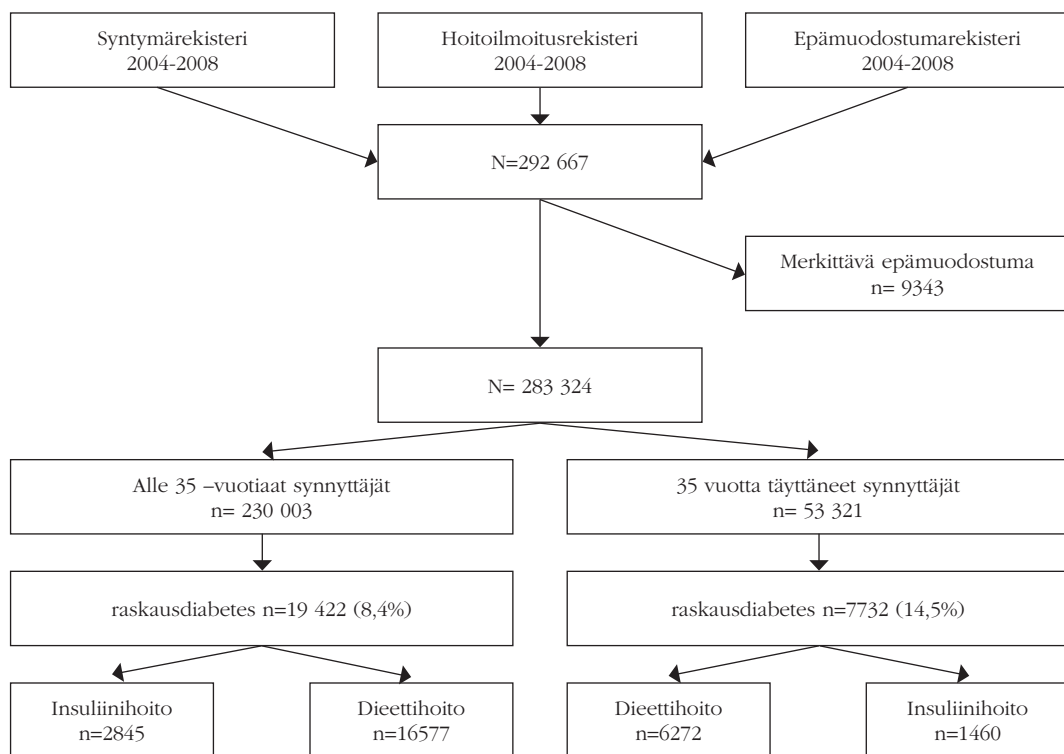 Syntymärekisteri
2004-2008
Hoitoilmoitusrekisteri
2004-2008
Epämuodostumarekisteri
2004-2008
N=292 667
Merkittävä epämuodostuma
n= 9343
N= 283 324
Alle 35 –vuotiaat synnyttäjät
n= 230 003
35 vuotta täyttäneet synnyttäjät
n= 53 321
raskausdiabetes n=19 422 (8,4%)
raskausdiabetes n=7732 (14,5%)
Insuliinihoito
n=2845
Dieettihoito
n=16577
Dieettihoito
n=6272
Insuliinihoito
n=1460